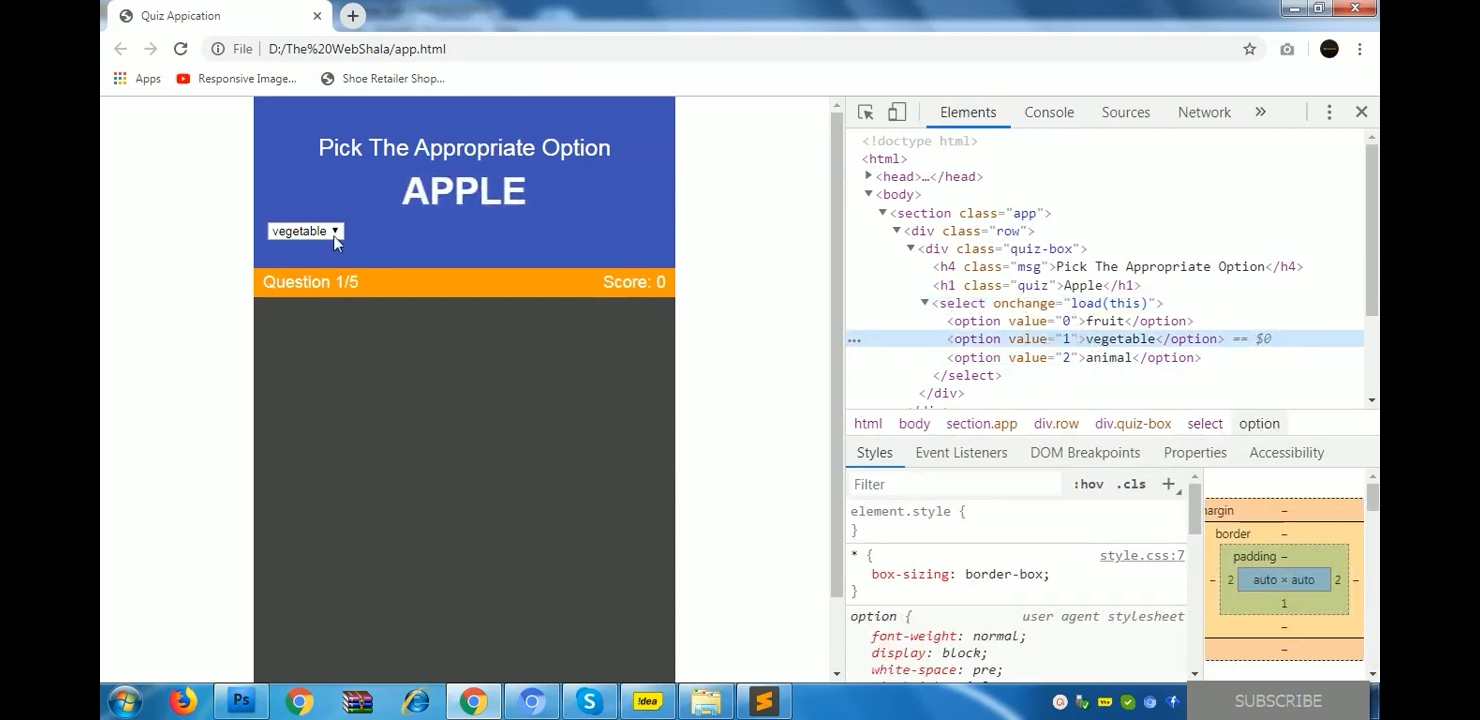 Quiz Appication
File
D:/The%20WebShala/app.html
Apps
Responsive Image...
Shoe Retailer Shop...
Pick The Appropriate Option
APPLE
vegetable
Question 1/5
Score: 0
Elements
Console
Sources
Network
<!doctype html>
<html>
<head>…</head>
<body>
<section class="app">
<div class="row">
<div class="quiz-box">
<h4 class="msg">Pick The Appropriate Option</h4>
<h1 class="quiz">Apple</h1>
<select onchange="load(this)">
<option value="0">fruit</option>
<option value="1">vegetable</option> == $0
<option value="2">animal</option>
</select>
</div>
html body section.app div.row div.quiz-box select option
Styles Event Listeners DOM Breakpoints Properties Accessibility
Filter
:hov .cls +
element.style {
}
* {
style.css:7
box-sizing: border-box;
}
option {
user agent stylesheet
font-weight: normal;
display: block;
white-space: pre;
argin –
border –
padding –
– 2 auto × auto 2 –
1
–
–
Ps
!dea
SUBSCRIBE